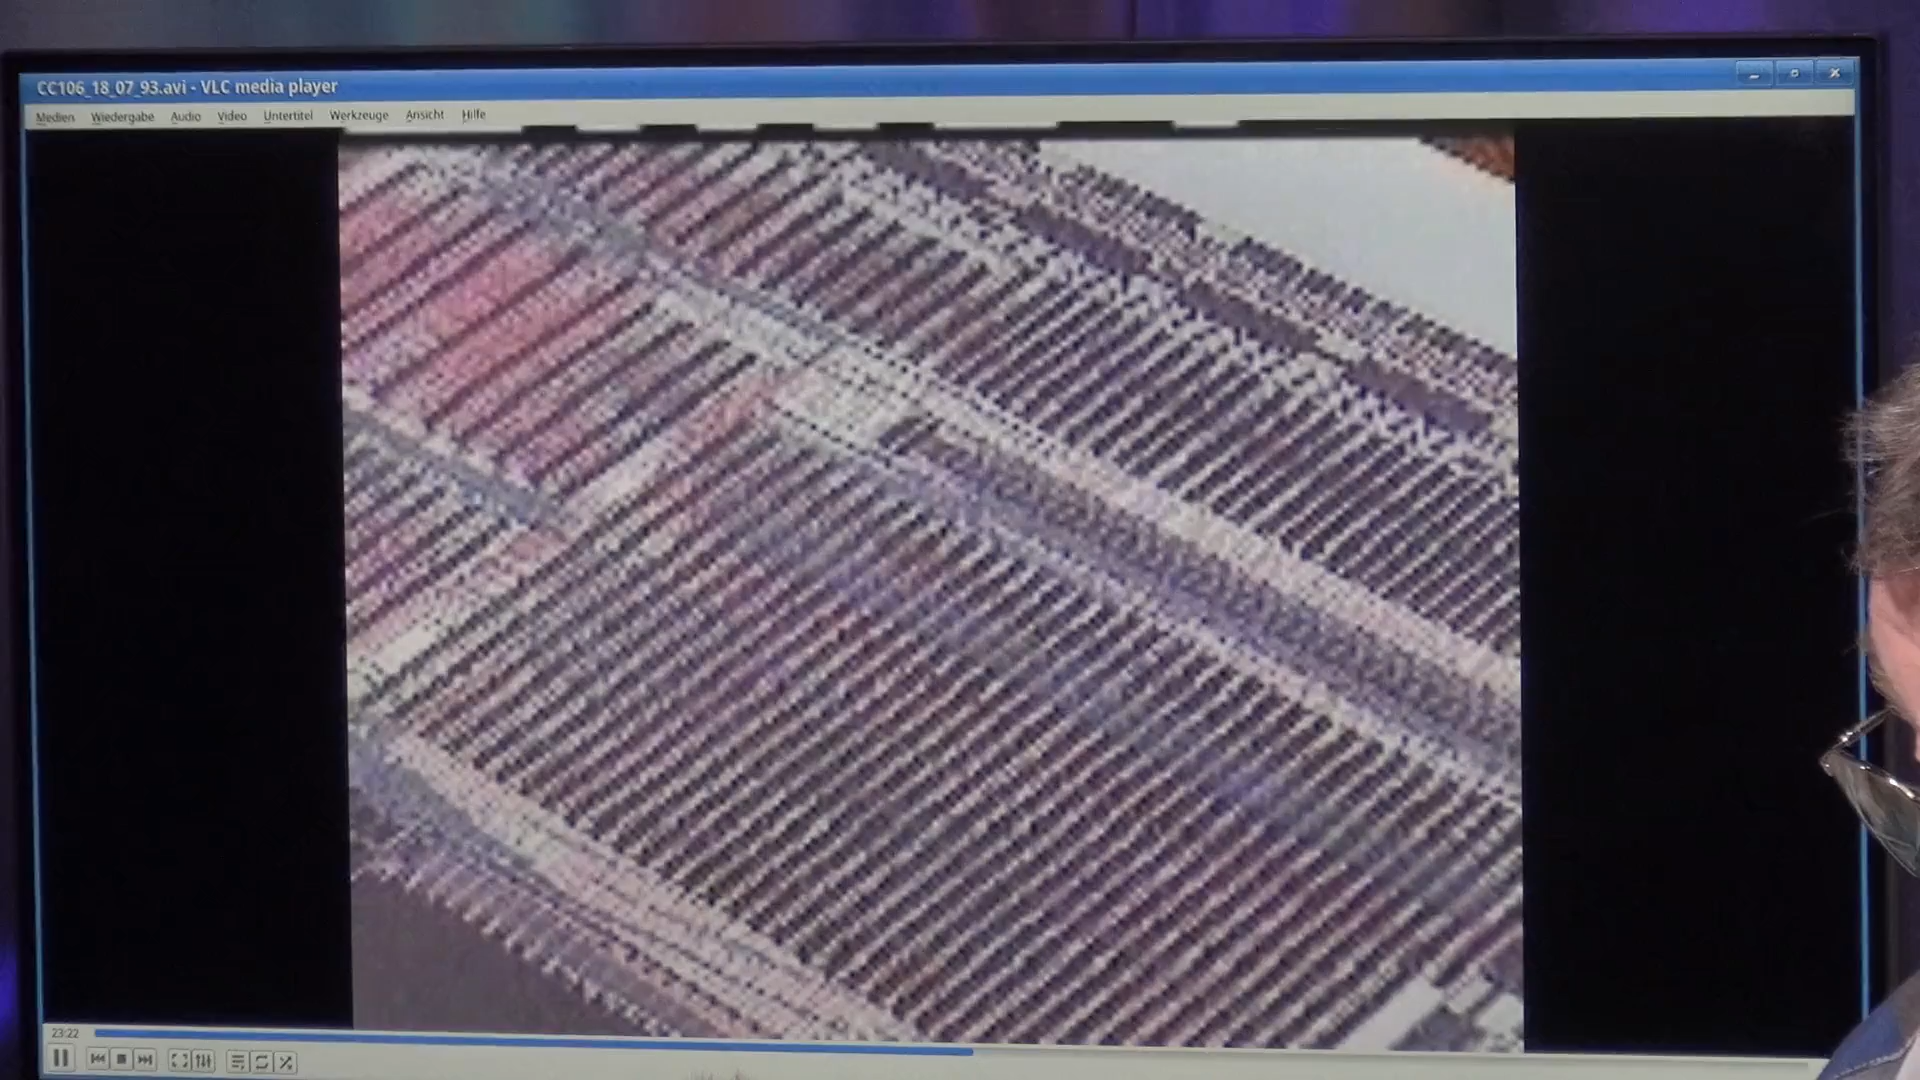 CC106_18_07_93.avi - VLC media player
Medien Wiedergabe Audio Video Untertitel Werkzeuge Ansicht Hilfe
23:22